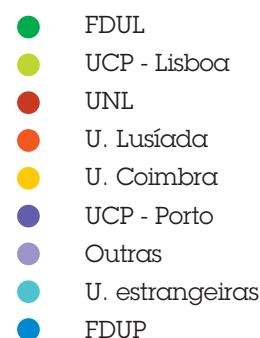 FDUL
UCP - Lisboa
UNL
U. Lusíada
U. Coimbra
UCP - Porto
Outras
U. estrangeiras
FDUP